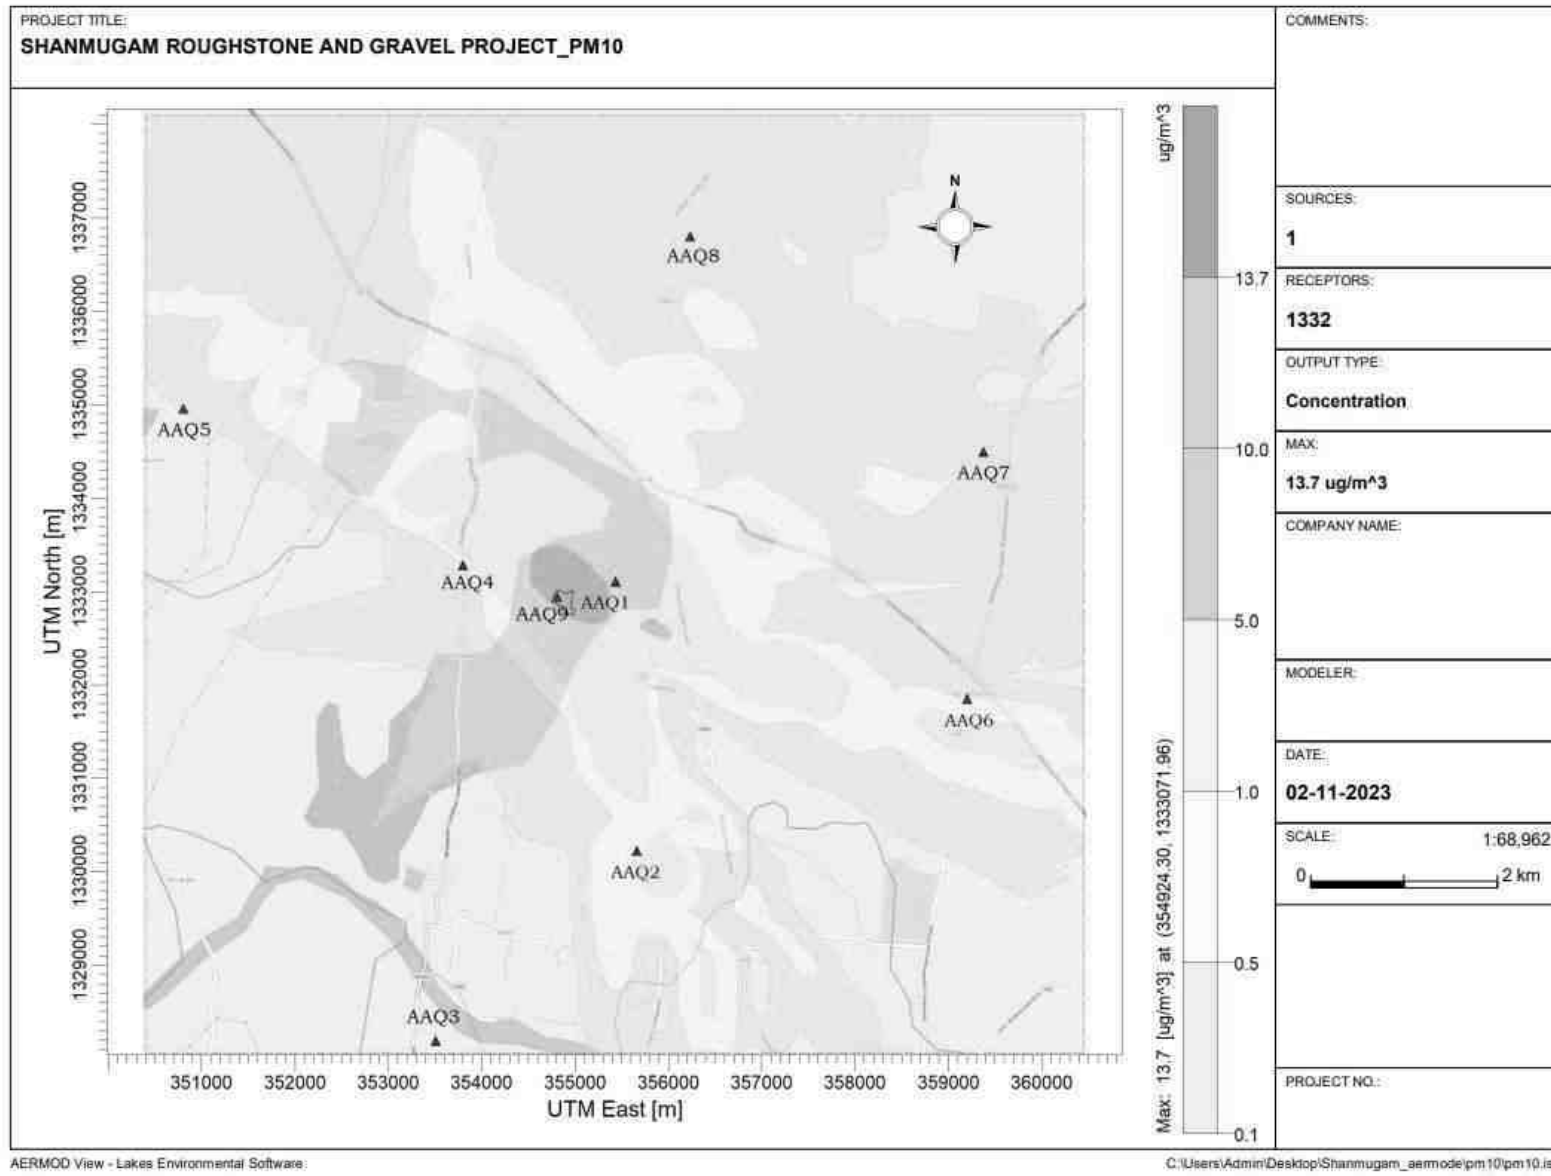 PROJECT TITLE:
SHANMUGAM ROUGHSTONE AND GRAVEL PROJECT_PM10
COMMENTS:
SOURCES:
1
RECEPTORS:
1332
OUTPUT TYPE:
Concentration
MAX:
13.7 ug/m^3
COMPANY NAME:
MODELER:
DATE:
02-11-2023
SCALE: 1:68,962
0 2 km
PROJECT NO.:
ug/m^3
13.7
10.0
5.0
1.0
0.5
0.1
Max: 13.7 [ug/m^3] at (354924.30, 1333071.96)
UTM North [m]
1337000
1336000
1335000
1334000
1333000
1332000
1331000
1330000
1329000
N
AAQ8
AAQ5
AAQ7
AAQ4
AAQ1
AAQ9
AAQ6
AAQ2
AAQ3
351000 352000 353000 354000 355000 356000 357000 358000 359000 360000
UTM East [m]
AERMOD View - Lakes Environmental Software
C:\Users\Admin\Desktop\Shanmugam_aermode\pm10\pm10.is